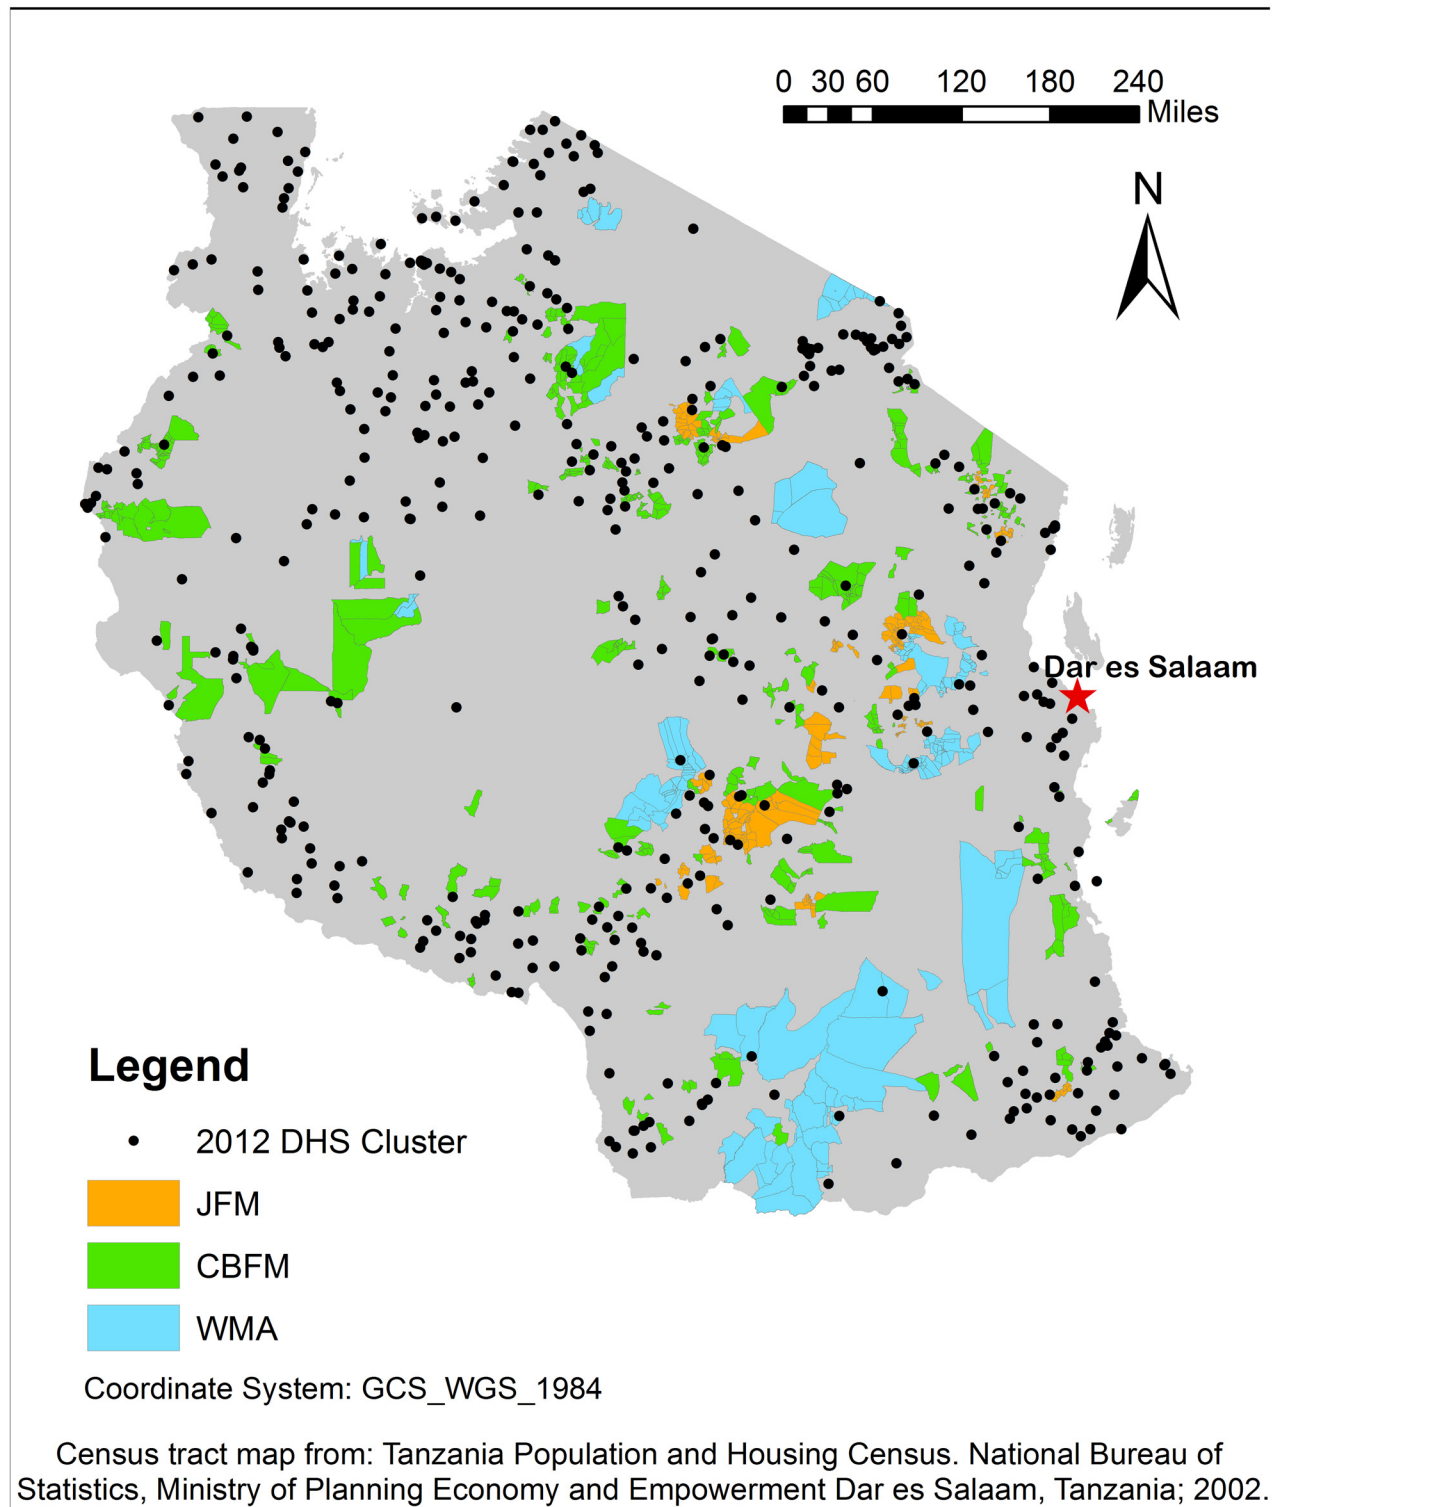 0 30 60 120 180 240
Miles
N
Dar es Salaam
Legend
2012 DHS Cluster
JFM
CBFM
WMA
Coordinate System: GCS_WGS_1984
Census tract map from: Tanzania Population and Housing Census. National Bureau of
Statistics, Ministry of Planning Economy and Empowerment Dar es Salaam, Tanzania; 2002.